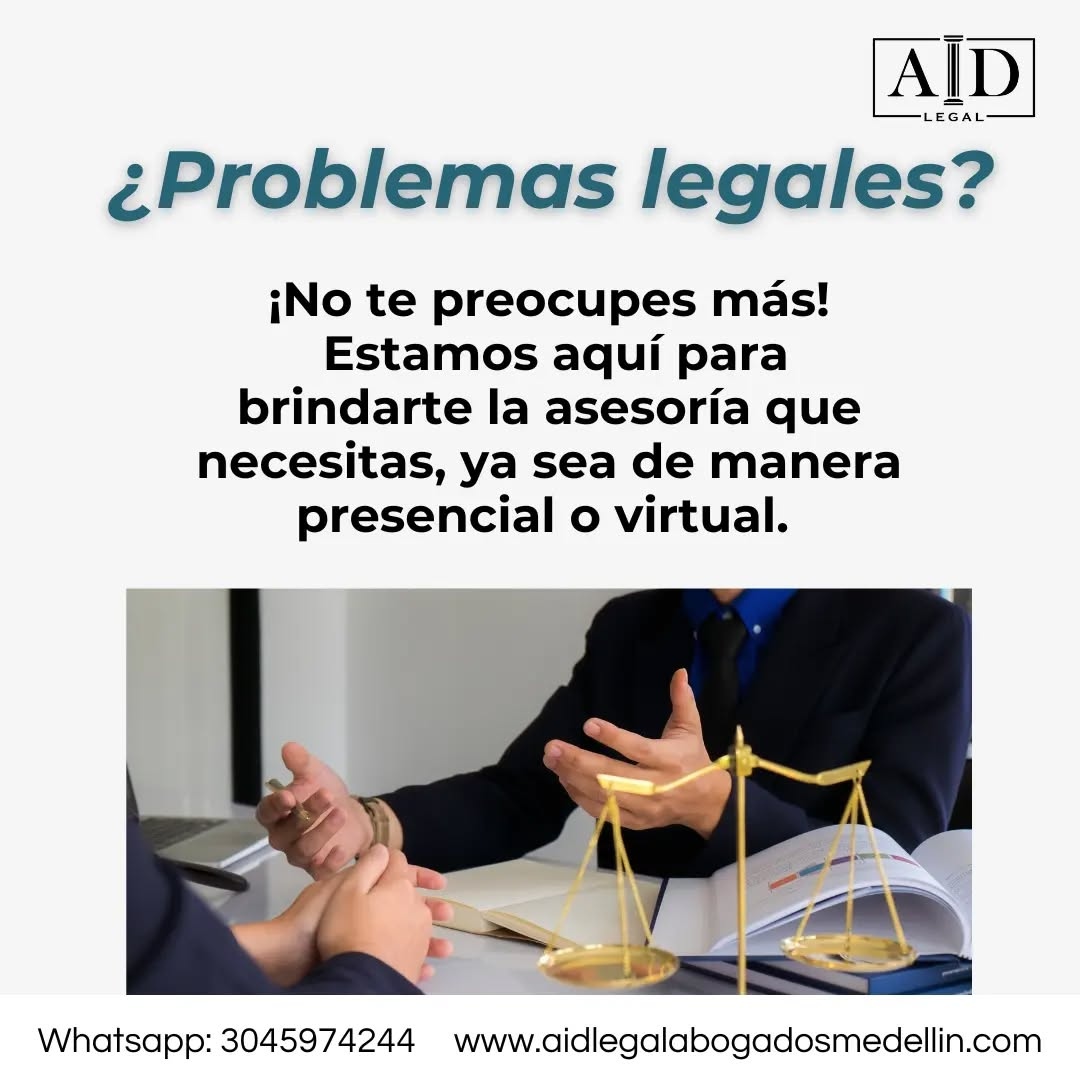 AID
LEGAL
¿Problemas legales?
¡No te preocupes más!
Estamos aquí para
brindarte la asesoría que
necesitas, ya sea de manera
presencial o virtual.
Whatsapp: 3045974244 www.aidlegalabogadosmedellin.com